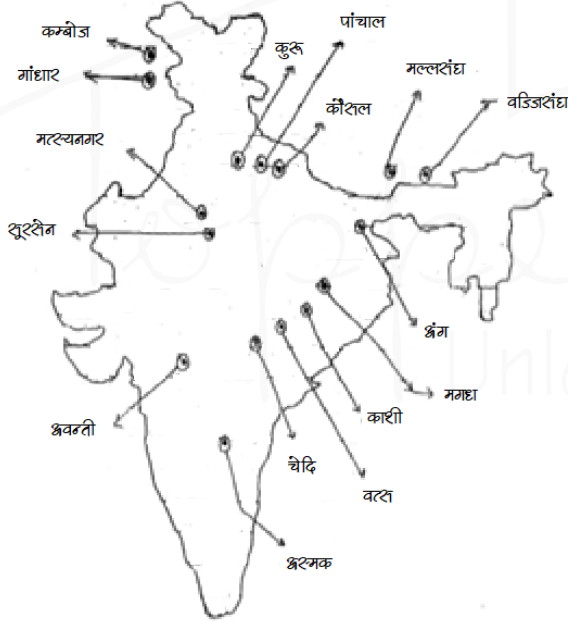 कम्बोज
पांचाल
कुरू
गांधार
मल्लसंघ
कौसल
वज्जिसंघ
मत्स्यनगर
सूरसेन
अंग
मगधा
काशी
अवन्ती
चेदि
वत्स
अस्मक